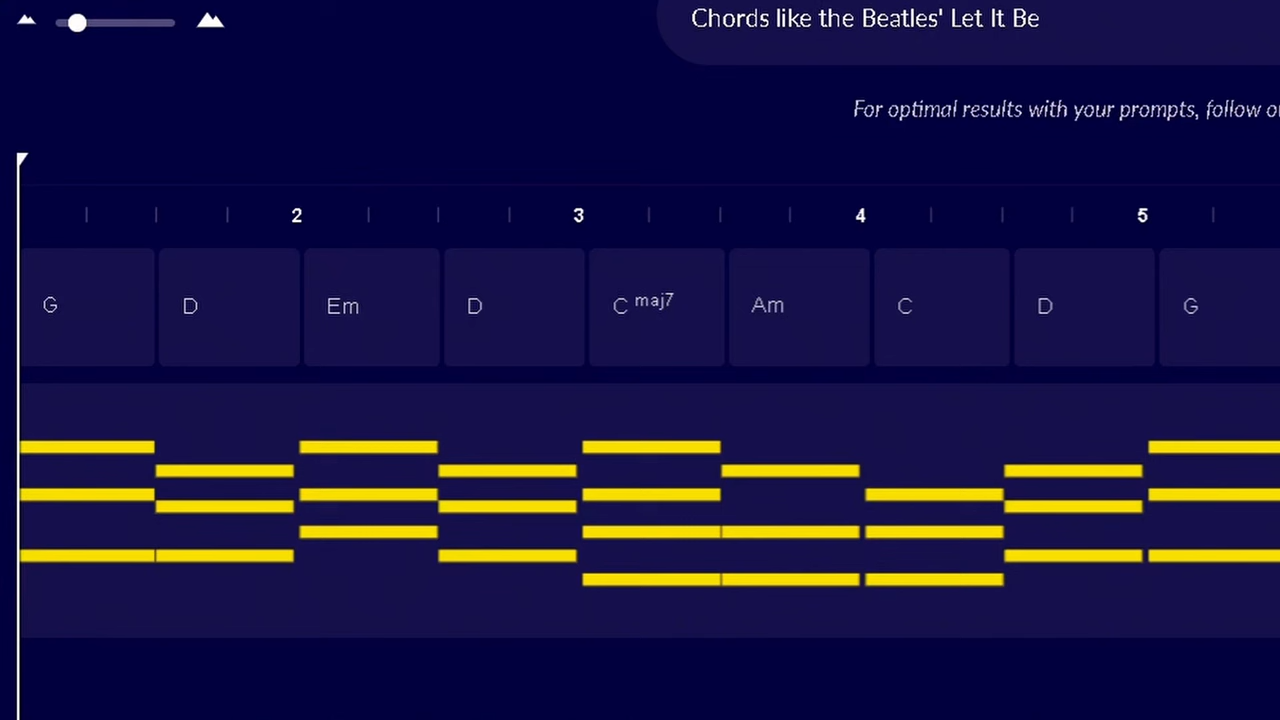 Chords like the Beatles' Let It Be
For optimal results with your prompts, follow
2 3 4 5
G D Em D C maj7 Am C D G